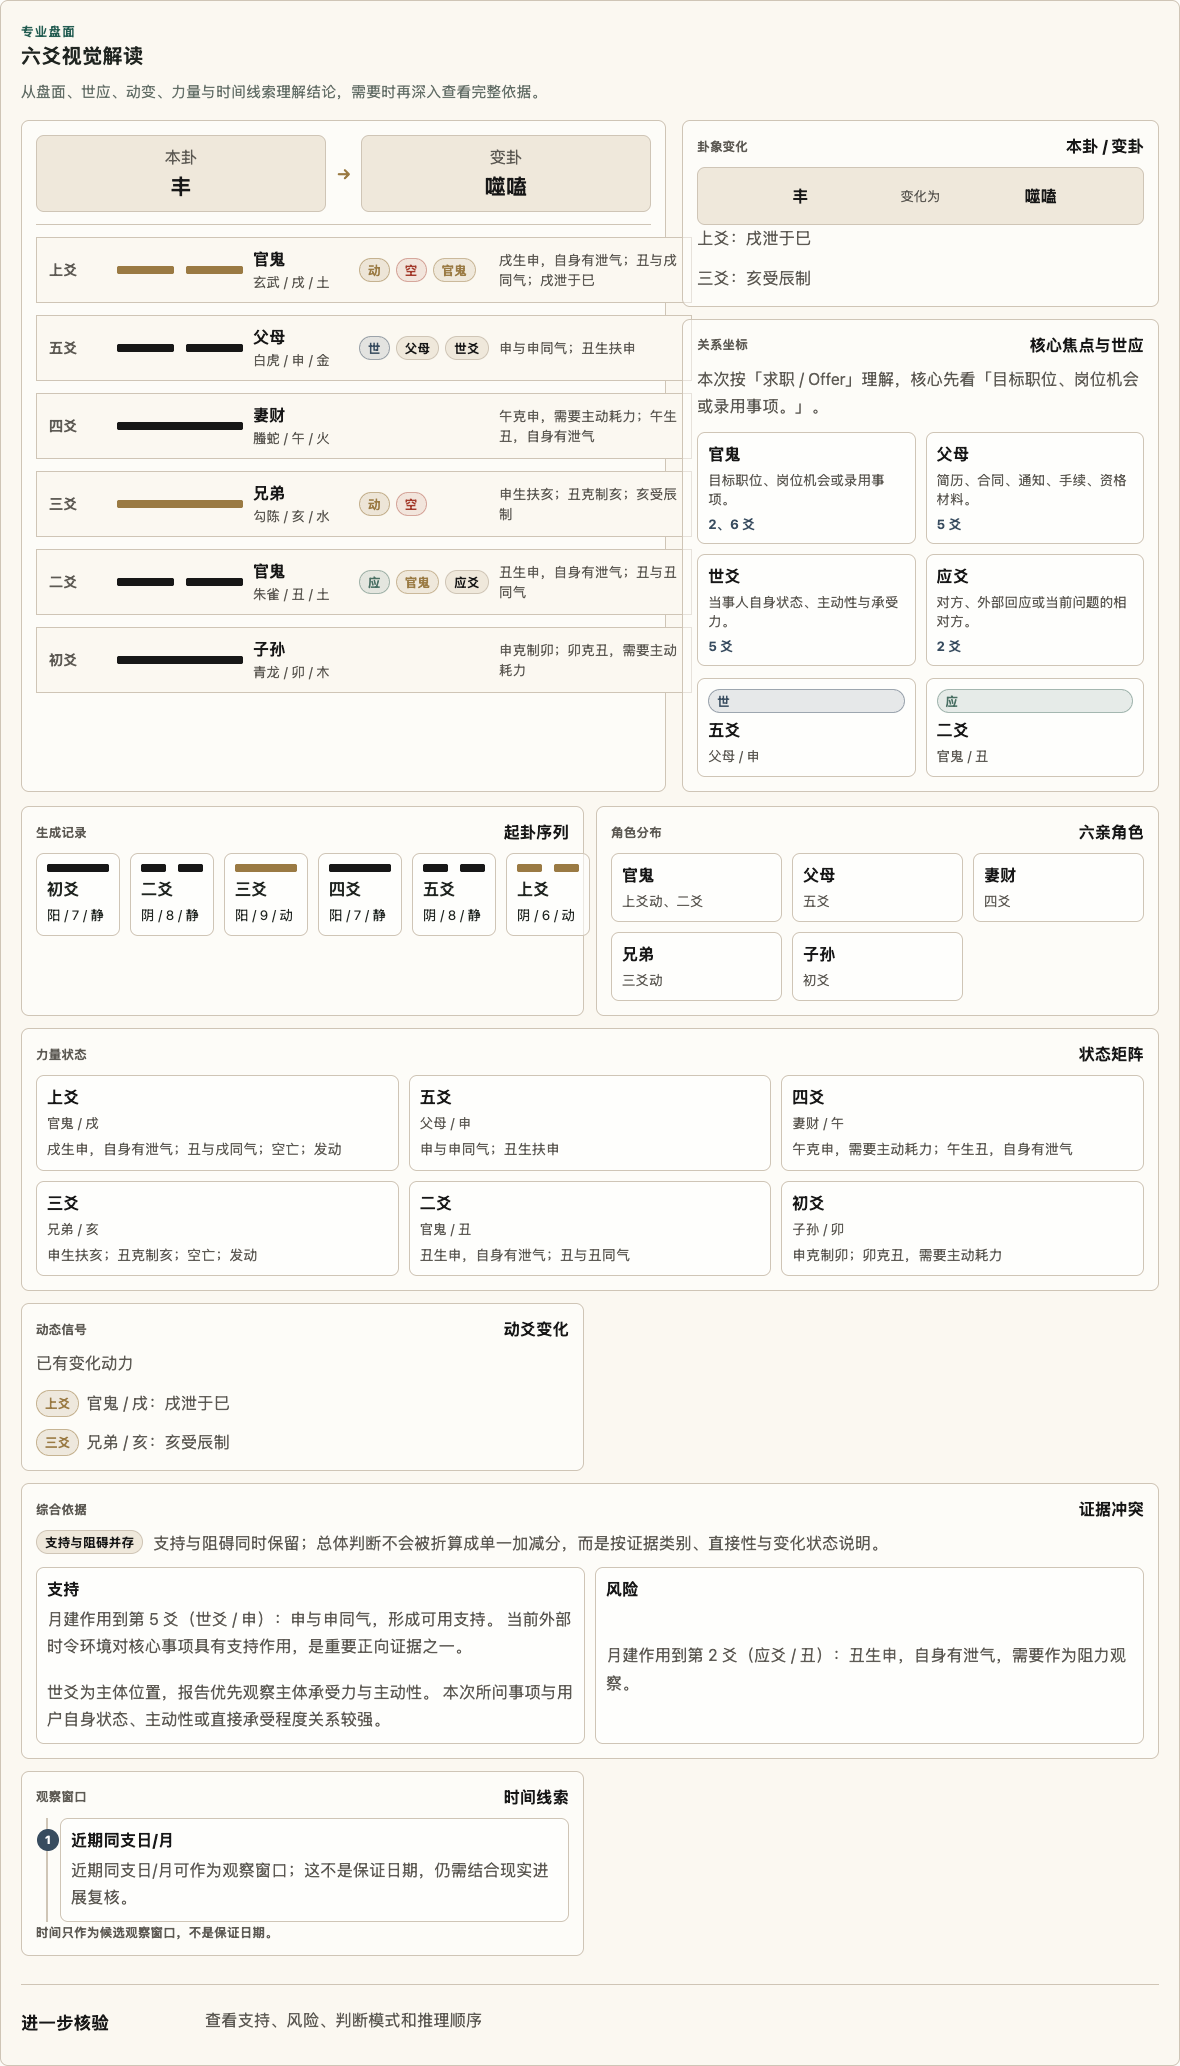 专业盘面
六爻视觉解读
从盘面、世应、动变、力量与时间线索理解结论，需要时再深入查看完整依据。
本卦
丰
→
变卦
噬嗑
上爻
官鬼
玄武 / 戌 / 土
动
空
官鬼
戌生申，自身有泄气；丑与戌
同气；戌泄于巳
五爻
父母
白虎 / 申 / 金
世
父母
世爻
申与申同气；丑生扶申
四爻
妻财
螣蛇 / 午 / 火
午克申，需要主动耗力；午生
丑，自身有泄气
三爻
兄弟
勾陈 / 亥 / 水
动
空
申生扶亥；丑克制亥；亥受辰
制
二爻
官鬼
朱雀 / 丑 / 土
应
官鬼
应爻
丑生申，自身有泄气；丑与丑
同气
初爻
子孙
青龙 / 卯 / 木
申克制卯；卯克丑，需要主动
耗力
卦象变化
本卦 / 变卦
丰
变化为
噬嗑
上爻：戌泄于巳
三爻：亥受辰制
关系坐标
核心焦点与世应
本次按「求职 / Offer」理解，核心先看「目标职位、岗位机会
或录用事项。」。
官鬼
目标职位、岗位机会或录用事
项。
2、6 爻
父母
简历、合同、通知、手续、资格
材料。
5 爻
世爻
当事人自身状态、主动性与承受
力。
5 爻
应爻
对方、外部回应或当前问题的相
对方。
2 爻
世
五爻
父母 / 申
应
二爻
官鬼 / 丑
生成记录
起卦序列
初爻
阳 / 7 / 静
二爻
阴 / 8 / 静
三爻
阳 / 9 / 动
四爻
阳 / 7 / 静
五爻
阴 / 8 / 静
上爻
阴 / 6 / 动
角色分布
六亲角色
官鬼
上爻动、二爻
父母
五爻
妻财
四爻
兄弟
三爻动
子孙
初爻
力量状态
状态矩阵
上爻
官鬼 / 戌
戌生申，自身有泄气；丑与戌同气；空亡；发动
五爻
父母 / 申
申与申同气；丑生扶申
四爻
妻财 / 午
午克申，需要主动耗力；午生丑，自身有泄气
三爻
兄弟 / 亥
申生扶亥；丑克制亥；空亡；发动
二爻
官鬼 / 丑
丑生申，自身有泄气；丑与丑同气
初爻
子孙 / 卯
申克制卯；卯克丑，需要主动耗力
动态信号
动爻变化
已有变化动力
上爻
官鬼 / 戌：戌泄于巳
三爻
兄弟 / 亥：亥受辰制
综合依据
证据冲突
支持与阻碍并存
支持与阻碍同时保留；总体判断不会被折算成单一加减分，而是按证据类别、直接性与变化状态说明。
支持
月建作用到第 5 爻（世爻 / 申）：申与申同气，形成可用支持。 当前外部
时令环境对核心事项具有支持作用，是重要正向证据之一。
世爻为主体位置，报告优先观察主体承受力与主动性。 本次所问事项与用
户自身状态、主动性或直接承受程度关系较强。
风险
月建作用到第 2 爻（应爻 / 丑）：丑生申，自身有泄气，需要作为阻力观
察。
观察窗口
时间线索
1
近期同支日/月
近期同支日/月可作为观察窗口；这不是保证日期，仍需结合现实进
展复核。
时间只作为候选观察窗口，不是保证日期。
进一步核验
查看支持、风险、判断模式和推理顺序